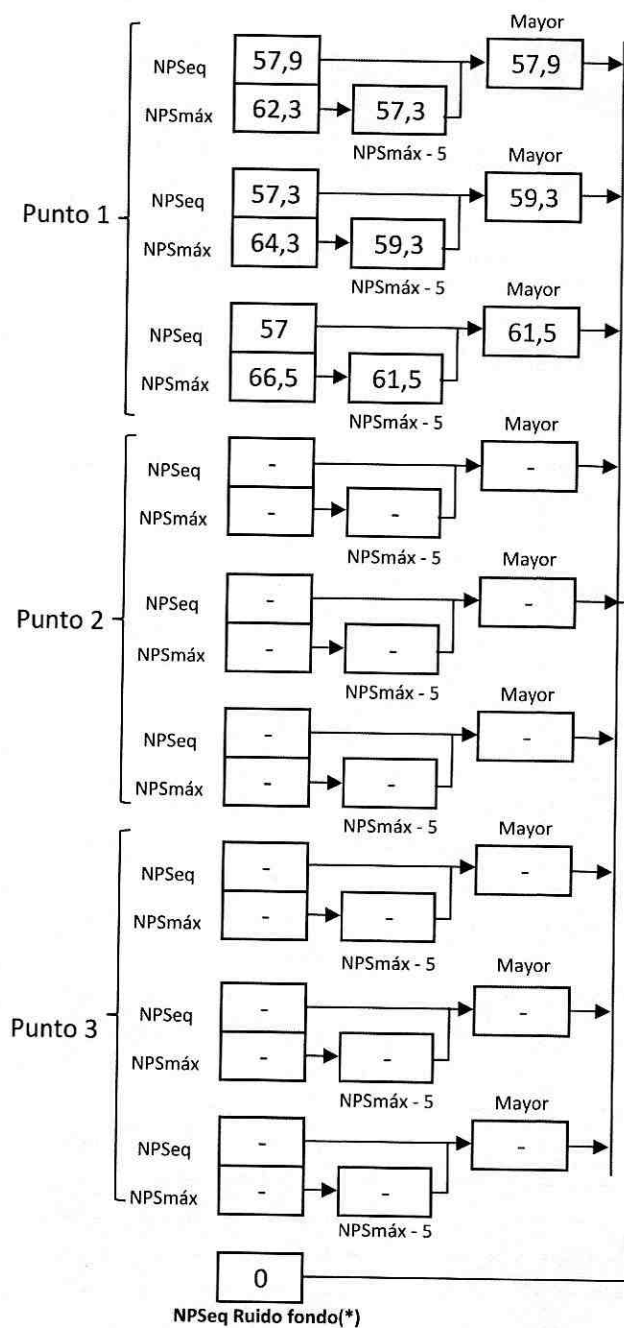 Mayor
NPSeq 57,9 57,9
NPSmáx 62,3 57,3
NPSmáx - 5
Mayor
NPSeq 57,3 59,3
Punto 1
NPSmáx 64,3 59,3
NPSmáx - 5
Mayor
NPSeq 57 61,5
NPSmáx 66,5 61,5
NPSmáx - 5
Mayor
NPSeq - -
NPSmáx - -
NPSmáx - 5
Mayor
NPSeq - -
Punto 2
NPSmáx - -
NPSmáx - 5
Mayor
NPSeq - -
NPSmáx - -
NPSmáx - 5
Mayor
NPSeq - -
NPSmáx - -
NPSmáx - 5
Mayor
NPSeq - -
Punto 3
NPSmáx - -
NPSmáx - 5
Mayor
NPSeq - -
NPSmáx - -
NPSmáx - 5
0
NPSeq Ruido fondo(*)